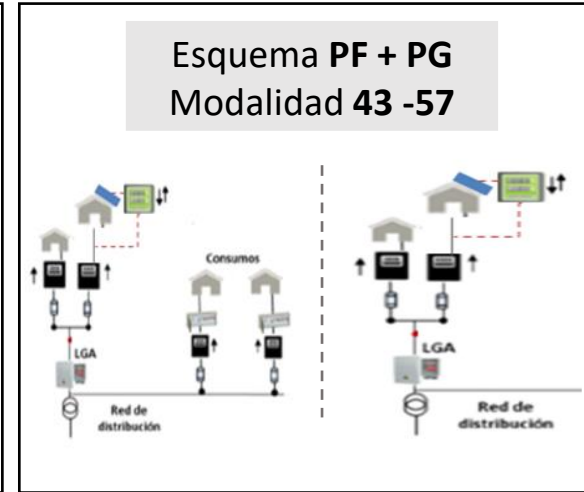 Esquema PF + PG
Modalidad 43 -57
Consumos
LGA
Red de
distribución
LGA
Red de
distribución